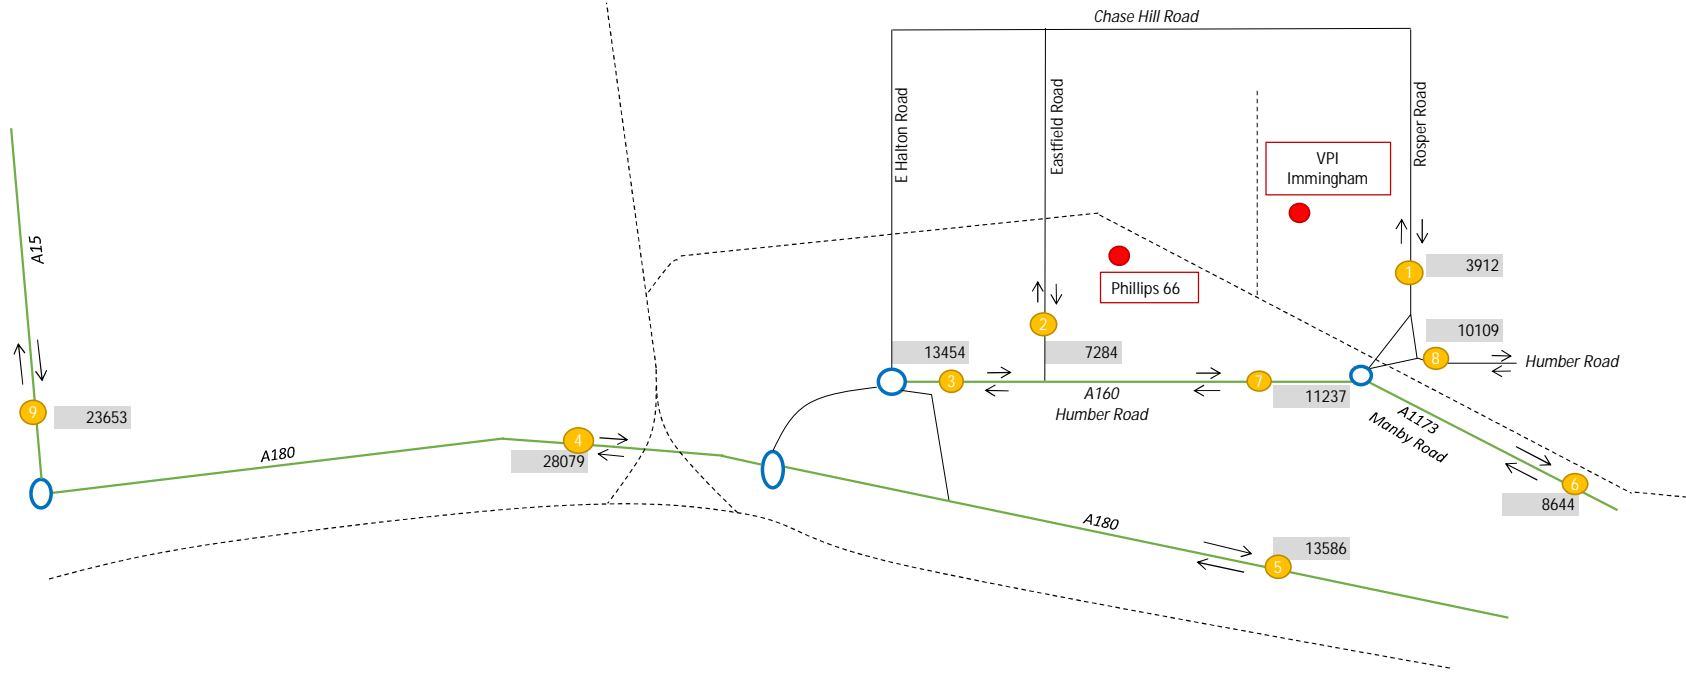 Chase Hill Road
E Halton Road
Eastfield Road
Rosper Road
VPI
Immingham
A15
1
3912
Phillips 66
2
8
10109
Humber Road
13454
7284
3
7
11237
A160
Humber Road
A1173
Manby Road
9
23653
4
28079
A180
6
8644
A180
5
13586